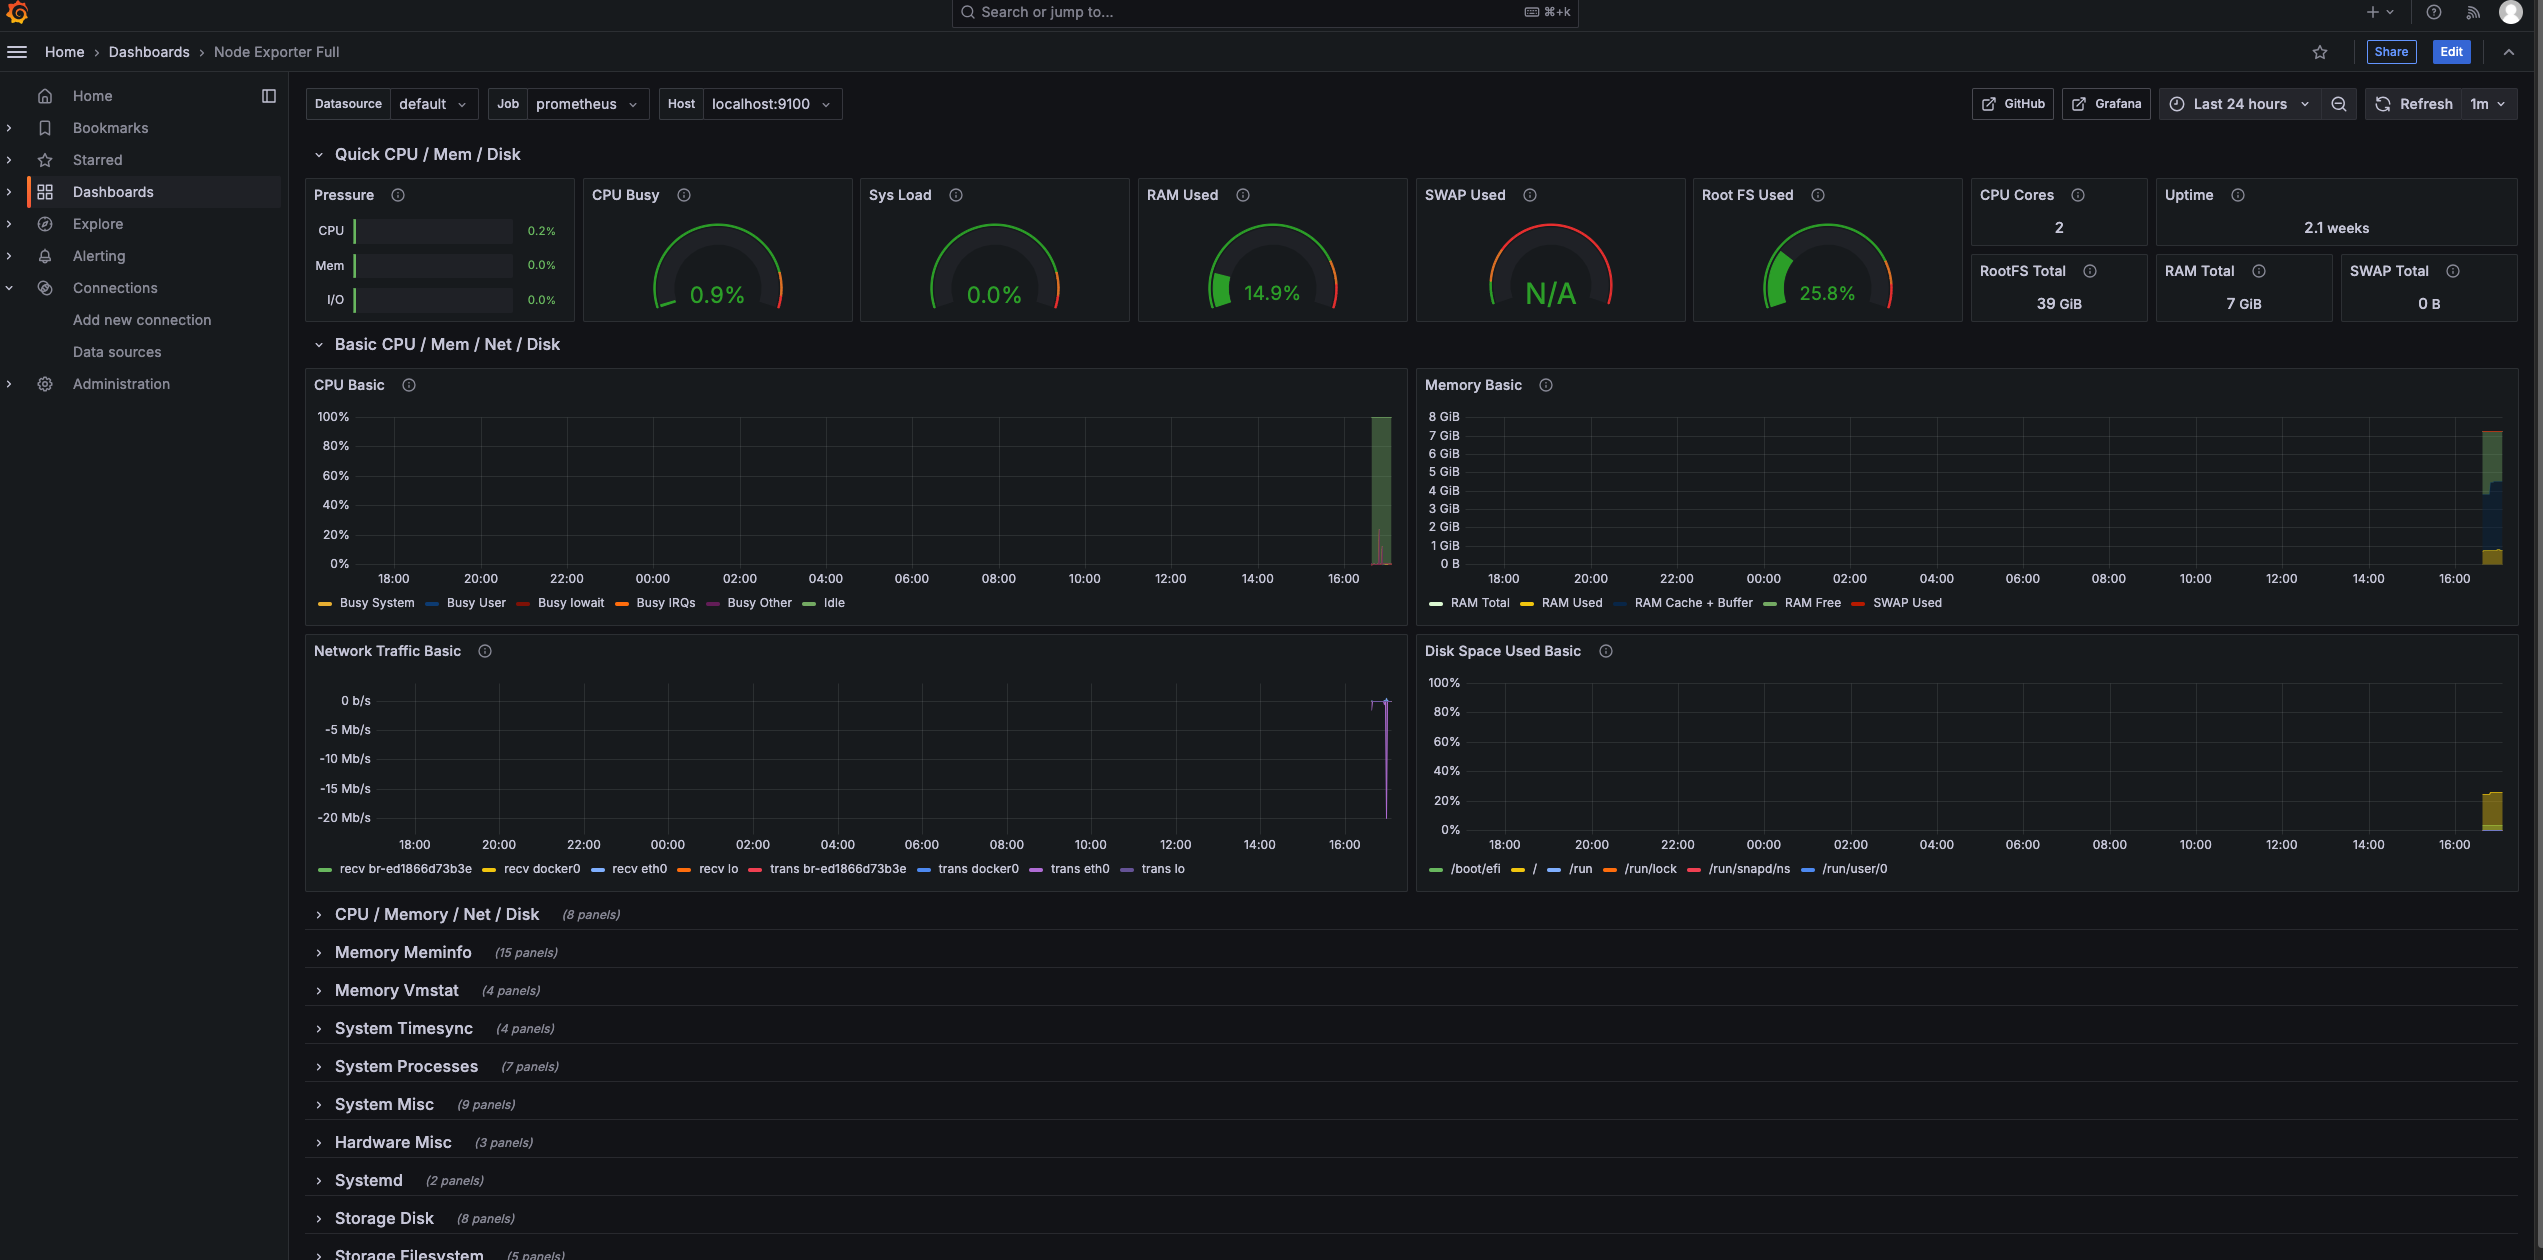 Search or jump to...
⌘+k
Home › Dashboards › Node Exporter Full
Share
Edit
Home
Bookmarks
Starred
Dashboards
Explore
Alerting
Connections
Add new connection
Data sources
Administration
Datasource default
Job prometheus
Host localhost:9100
GitHub
Grafana
Last 24 hours
Refresh 1m
Quick CPU / Mem / Disk
Pressure
CPU 0.2%
Mem 0.0%
I/O 0.0%
CPU Busy
0.9%
Sys Load
0.0%
RAM Used
14.9%
SWAP Used
N/A
Root FS Used
25.8%
CPU Cores
2
Uptime
2.1 weeks
RootFS Total
39 GiB
RAM Total
7 GiB
SWAP Total
0 B
Basic CPU / Mem / Net / Disk
CPU Basic
100%
80%
60%
40%
20%
0%
18:00 20:00 22:00 00:00 02:00 04:00 06:00 08:00 10:00 12:00 14:00 16:00
Busy System Busy User Busy Iowait Busy IRQs Busy Other Idle
Memory Basic
8 GiB
7 GiB
6 GiB
5 GiB
4 GiB
3 GiB
2 GiB
1 GiB
0 B
18:00 20:00 22:00 00:00 02:00 04:00 06:00 08:00 10:00 12:00 14:00 16:00
RAM Total RAM Used RAM Cache + Buffer RAM Free SWAP Used
Network Traffic Basic
0 b/s
-5 Mb/s
-10 Mb/s
-15 Mb/s
-20 Mb/s
18:00 20:00 22:00 00:00 02:00 04:00 06:00 08:00 10:00 12:00 14:00 16:00
recv br-ed1866d73b3e recv docker0 recv eth0 recv lo trans br-ed1866d73b3e trans docker0 trans eth0 trans lo
Disk Space Used Basic
100%
80%
60%
40%
20%
0%
18:00 20:00 22:00 00:00 02:00 04:00 06:00 08:00 10:00 12:00 14:00 16:00
/boot/efi / /run /run/lock /run/snapd/ns /run/user/0
CPU / Memory / Net / Disk (8 panels)
Memory Meminfo (15 panels)
Memory Vmstat (4 panels)
System Timesync (4 panels)
System Processes (7 panels)
System Misc (9 panels)
Hardware Misc (3 panels)
Systemd (2 panels)
Storage Disk (8 panels)
Storage Filesystem (5 panels)